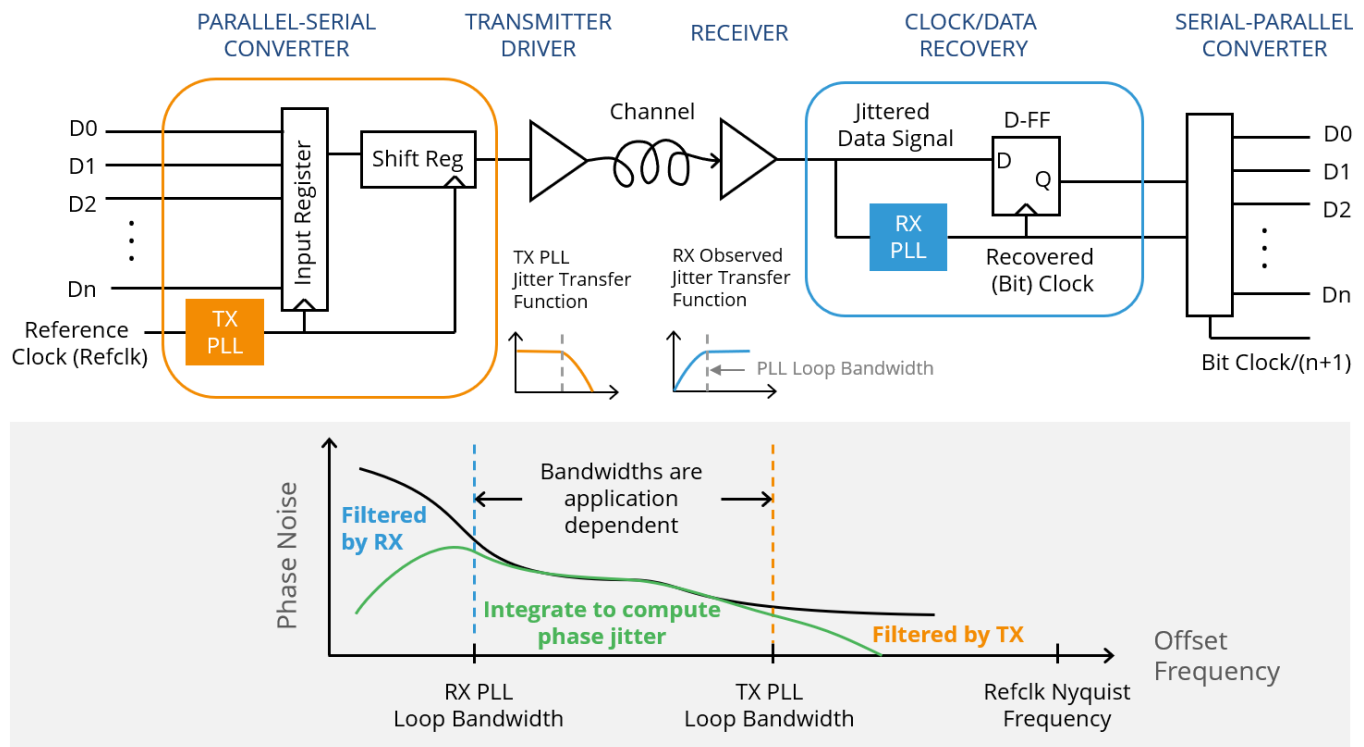 PARALLEL-SERIAL
CONVERTER
TRANSMITTER
DRIVER
RECEIVER
CLOCK/DATA
RECOVERY
SERIAL-PARALLEL
CONVERTER
D0
D1
D2
Dn
Reference
Clock (Refclk)
Input Register
Shift Reg
TX
PLL
Channel
Jittered
Data Signal
D-FF
D
Q
RX
PLL
Recovered
(Bit) Clock
D0
D1
D2
Dn
Bit Clock/(n+1)
TX PLL
Jitter Transfer
Function
RX Observed
Jitter Transfer
Function
PLL Loop Bandwidth
Phase Noise
Filtered
by RX
Bandwidths are
application
dependent
Integrate to compute
phase jitter
Filtered by TX
Offset
Frequency
RX PLL
Loop Bandwidth
TX PLL
Loop Bandwidth
Refclk Nyquist
Frequency